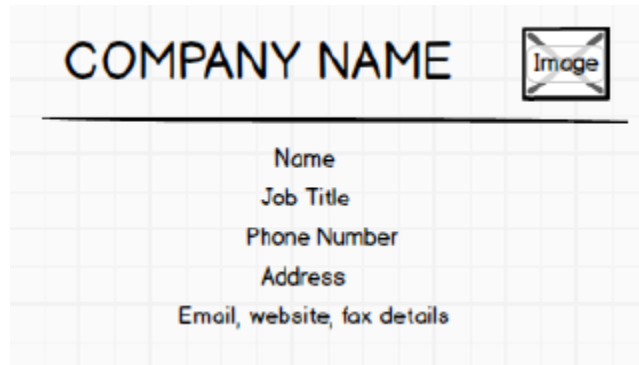 COMPANY NAME
Image
Name
Job Title
Phone Number
Address
Email, website, fax details